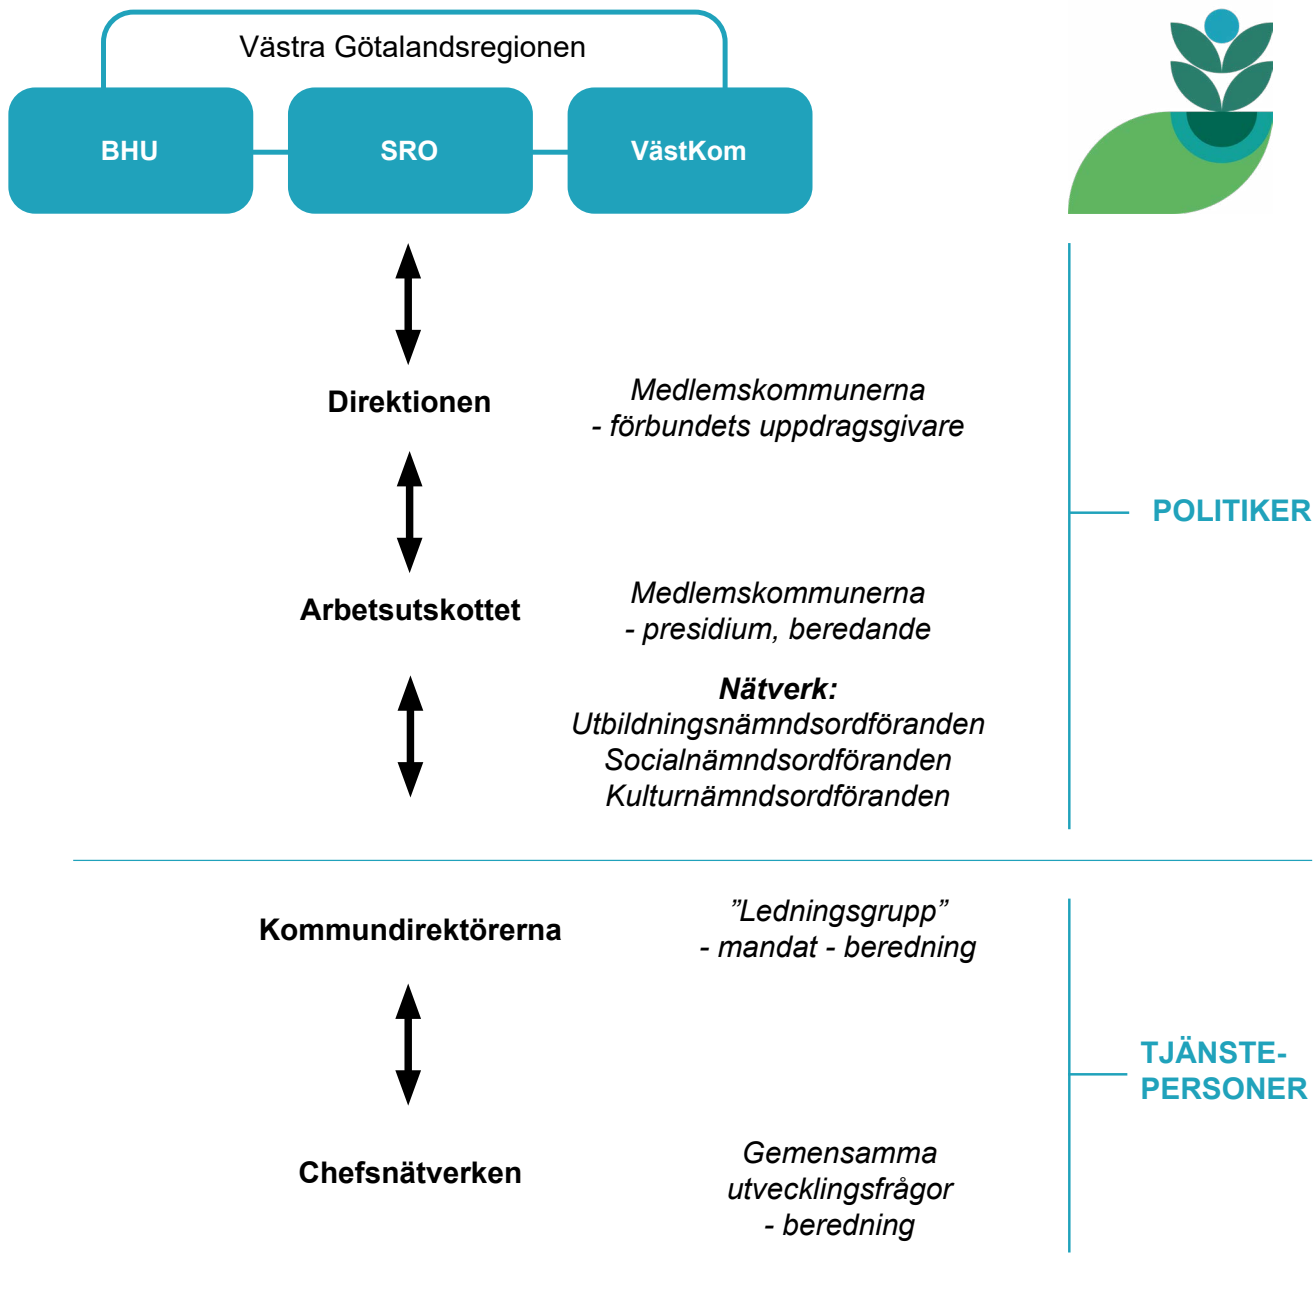 Västra Götalandsregionen
BHU
SRO
VästKom
Direktionen
Medlemskommunerna
- förbundets uppdragsgivare
POLITIKER
Arbetsutskottet
Medlemskommunerna
- presidium, beredande
Nätverk:
Utbildningsnämndsordföranden
Socialnämndsordföranden
Kulturnämndsordföranden
Kommundirektörerna
”Ledningsgrupp”
- mandat - beredning
TJÄNSTE-
PERSONER
Chefsnätverken
Gemensamma
utvecklingsfrågor
- beredning